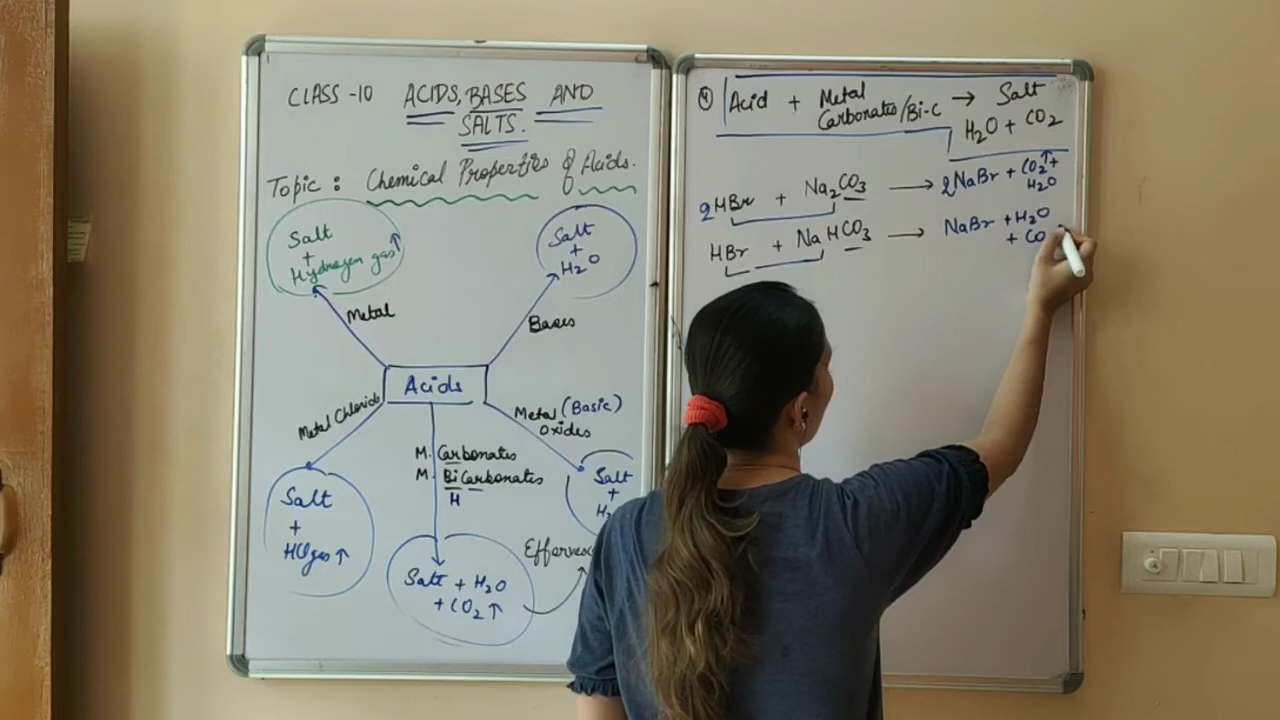 CLASS -10 ACIDS, BASES AND
SALTS.
Topic : Chemical Properties of Acids.
Salt
+
Hydrogen gas↑
Metal
Salt
+
H₂O
Bases
Acids
Metal Chloride
Salt
+
HCl gas ↑
M. Carbonates
M. BiCarbonates
H
Salt + H₂O
+ CO₂ ↑
Metal (Basic)
Oxides
Salt
+
④ Acid + Metal
Carbonates/Bi-C → Salt
H₂O + CO₂
2HBr + Na₂CO₃ → 2NaBr + CO₂↑ +
H₂O
HBr + NaHCO₃ → NaBr + H₂O
+ CO